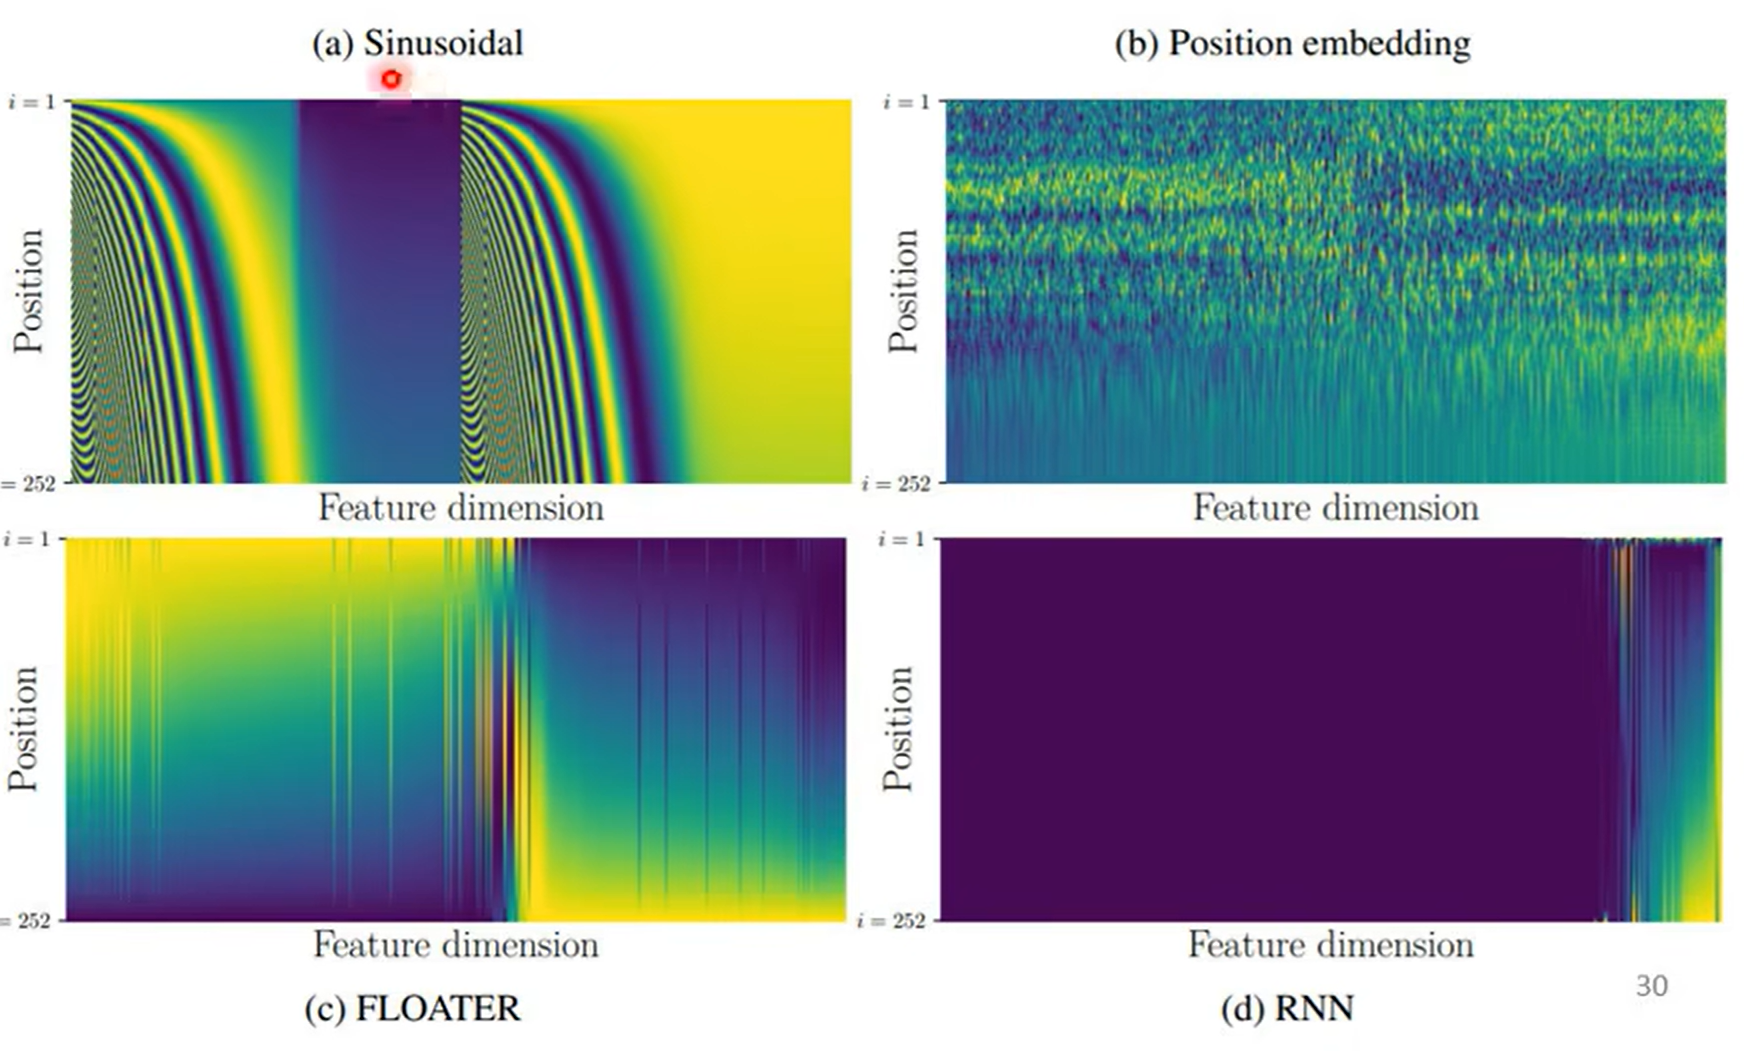 (a) Sinusoidal
(b) Position embedding
i = 1
Position
= 252
Feature dimension
i = 1
Position
i = 252
Feature dimension
i = 1
Position
= 252
Feature dimension
i = 1
Position
i = 252
Feature dimension
(c) FLOATER
(d) RNN
30